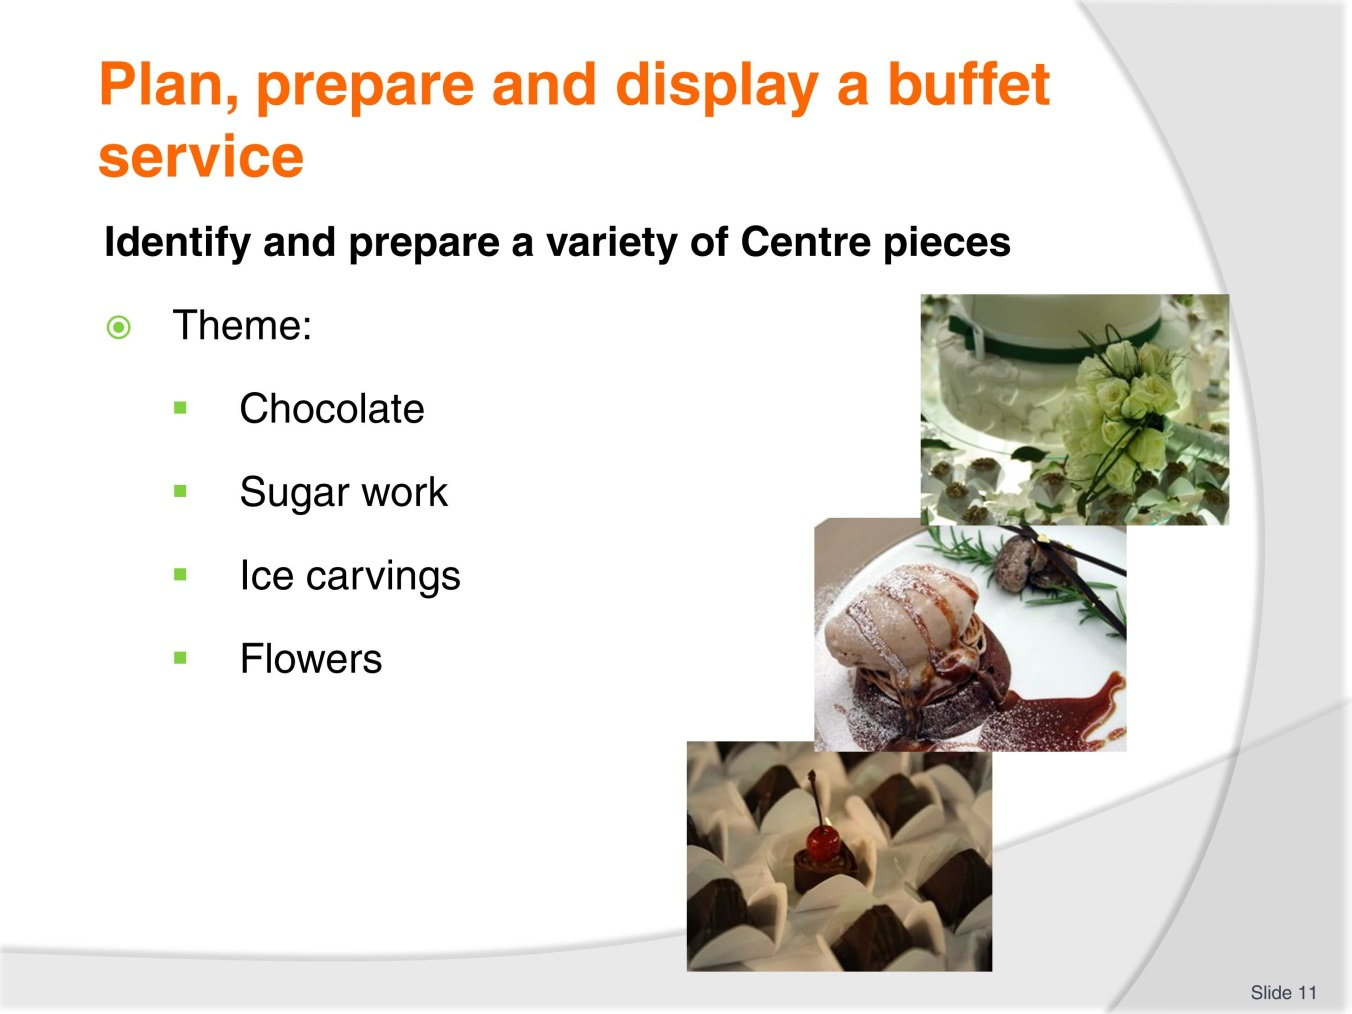 Plan, prepare and display a buffet
service
Identify and prepare a variety of Centre pieces
Theme:
Chocolate
Sugar work
Ice carvings
Flowers
Slide 11